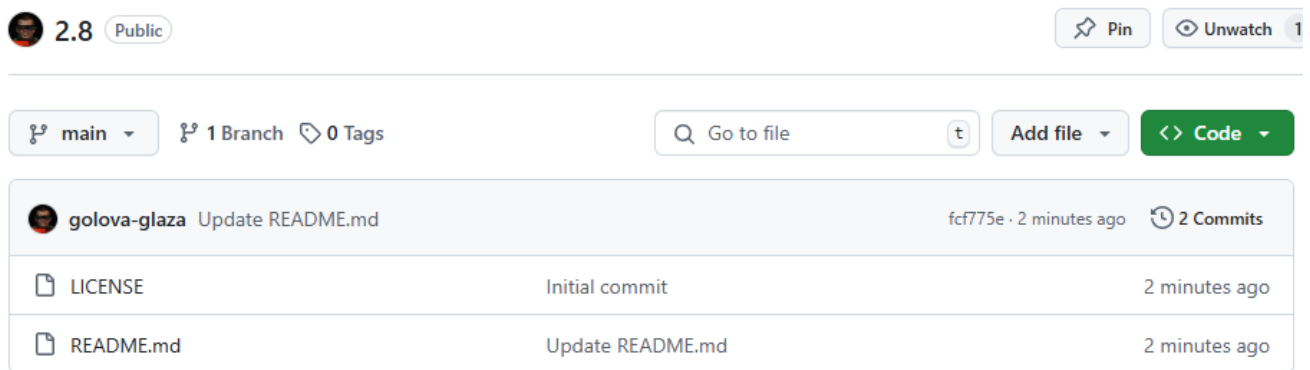 2.8 Public Pin Unwatch 1
main 1 Branch 0 Tags Go to file t Add file <> Code
golova-glaza Update README.md fcf775e · 2 minutes ago 2 Commits
LICENSE Initial commit 2 minutes ago
README.md Update README.md 2 minutes ago